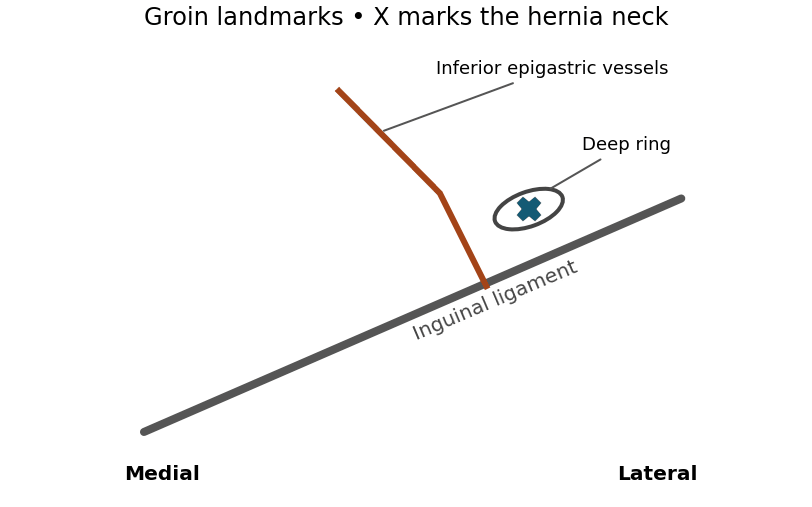 Groin landmarks • X marks the hernia neck
Inferior epigastric vessels
Deep ring
Inguinal ligament
Medial
Lateral